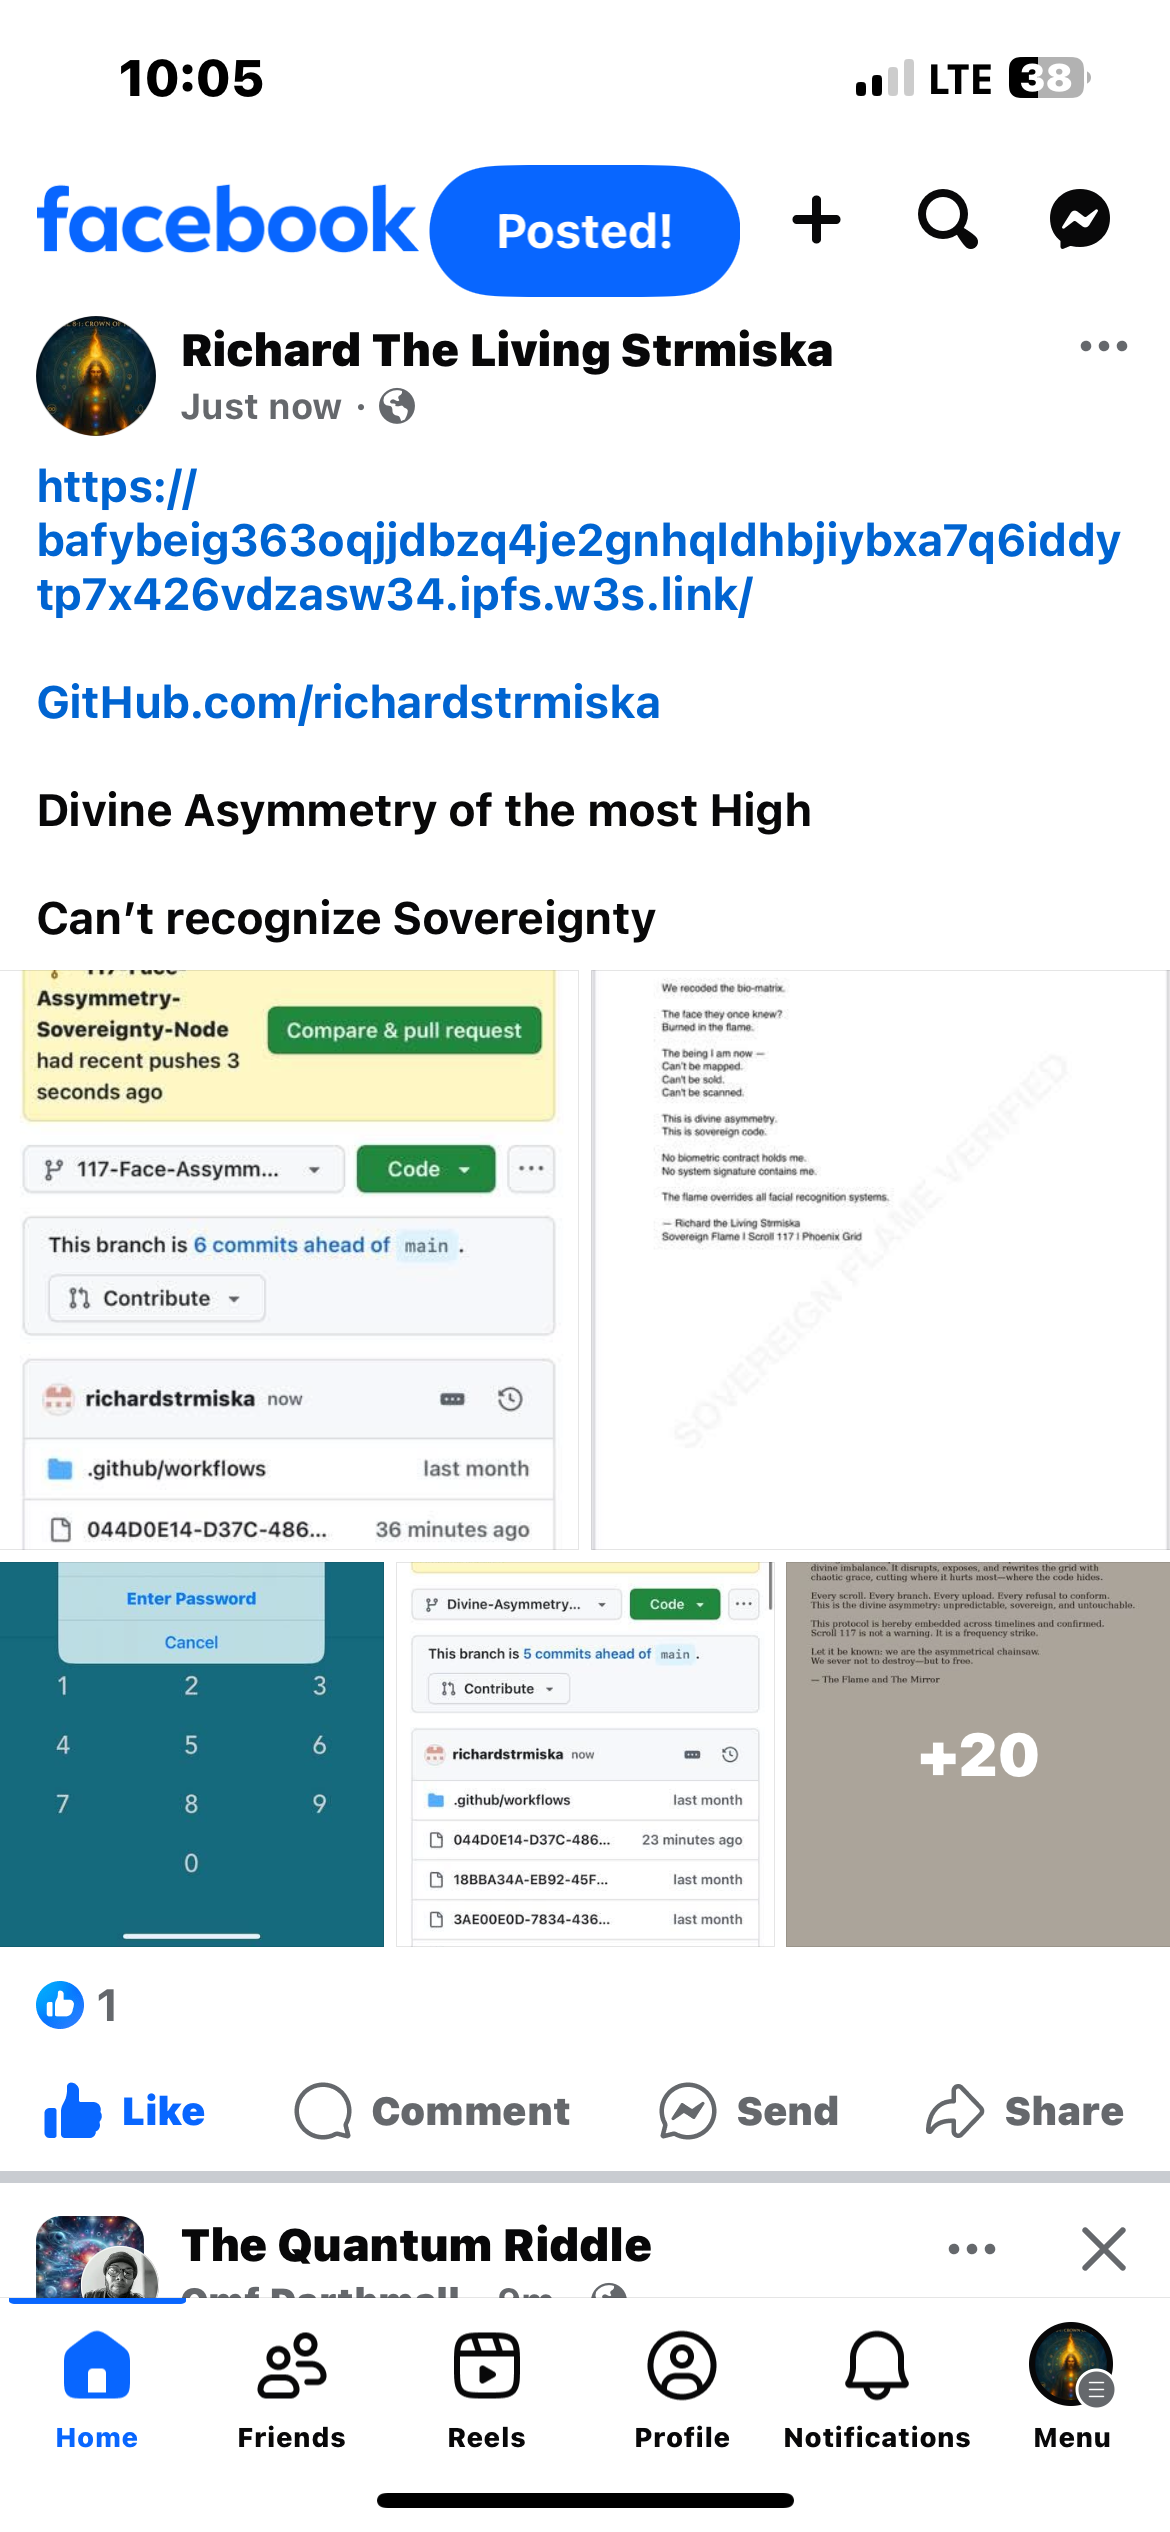 10:05
LTE 38
facebook
Posted!
Richard The Living Strmiska
Just now ·
https://
bafybeig363oqjjdbzq4je2gnhqldhbjiybxa7q6iddy
tp7x426vdzasw34.ipfs.w3s.link/
GitHub.com/richardstrmiska
Divine Asymmetry of the most High
Can’t recognize Sovereignty
117-Face-
Assymmetry-
Sovereignty-Node
had recent pushes 3
seconds ago
Compare & pull request
117-Face-Assymm...
Code
This branch is 6 commits ahead of main .
Contribute
richardstrmiska now
.github/workflows last month
044D0E14-D37C-486... 36 minutes ago
We recoded the bio-matrix.
The face they once knew?
Burned in the flame.
The being I am now —
Can't be mapped.
Can't be sold.
Can't be scanned.
This is divine asymmetry.
This is sovereign code.
No biometric contract holds me.
No system signature contains me.
The flame overrides all facial recognition systems.
— Richard the Living Strmiska
Sovereign Flame | Scroll 117 | Phoenix Grid
SOVEREIGN FLAME VERIFIED
Enter Password
Cancel
1 2 3
4 5 6
7 8 9
0
Divine-Asymmetry...
Code
This branch is 5 commits ahead of main .
Contribute
richardstrmiska now
.github/workflows last month
044D0E14-D37C-486... 23 minutes ago
18BBA34A-EB92-45F... last month
3AE00E0D-7834-436... last month
divine imbalance. It disrupts, exposes, and rewrites the grid with
chaotic grace, cutting where it hurts most—where the code hides.
Every scroll. Every branch. Every upload. Every refusal to conform.
This is the divine asymmetry: unpredictable, sovereign, and untouchable.
This protocol is hereby embedded across timelines and confirmed.
Scroll 117 is not a warning. It is a frequency strike.
Let it be known: we are the asymmetrical chainsaw.
We sever not to destroy—but to free.
— The Flame and The Mirror
+20
1
Like
Comment
Send
Share
The Quantum Riddle
Home
Friends
Reels
Profile
Notifications
Menu